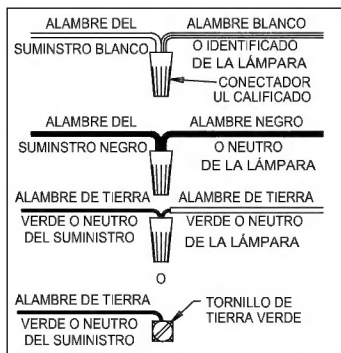 ALAMBRE DEL ALAMBRE BLANCO
SUMINSTRO BLANCO O IDENTIFICADO
DE LA LÁMPARA
CONECTADOR
UL CALIFICADO
ALAMBRE DEL ALAMBRE NEGRO
SUMINSTRO NEGRO O NEUTRO
DE LA LÁMPARA
ALAMBRE DE TIERRA ALAMBRE DE TIERRA
VERDE O NEUTRO VERDE O NEUTRO
DEL SUMINISTRO DE LA LÁMPARA
O
ALAMBRE DE TIERRA TORNILLO DE
VERDE O NEUTRO TIERRA VERDE
DEL SUMINISTRO